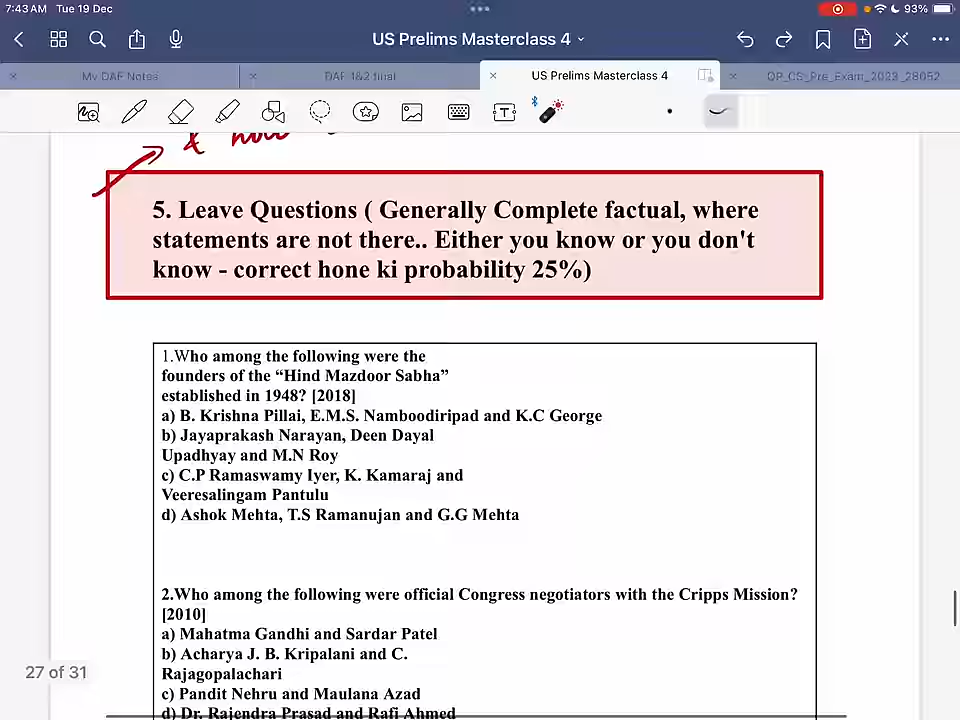 7:43 AM Tue 19 Dec
93%
US Prelims Masterclass 4
My DAF Notes
DAF 1&2 final
US Prelims Masterclass 4
QP_CS_Pre_Exam_2023_28052
5. Leave Questions ( Generally Complete factual, where
statements are not there.. Either you know or you don't
know - correct hone ki probability 25%)
1.Who among the following were the
founders of the “Hind Mazdoor Sabha”
established in 1948? [2018]
a) B. Krishna Pillai, E.M.S. Namboodiripad and K.C George
b) Jayaprakash Narayan, Deen Dayal
Upadhyay and M.N Roy
c) C.P Ramaswamy Iyer, K. Kamaraj and
Veeresalingam Pantulu
d) Ashok Mehta, T.S Ramanujan and G.G Mehta
2.Who among the following were official Congress negotiators with the Cripps Mission?
[2010]
a) Mahatma Gandhi and Sardar Patel
b) Acharya J. B. Kripalani and C.
Rajagopalachari
c) Pandit Nehru and Maulana Azad
d) Dr. Rajendra Prasad and Rafi Ahmed
27 of 31